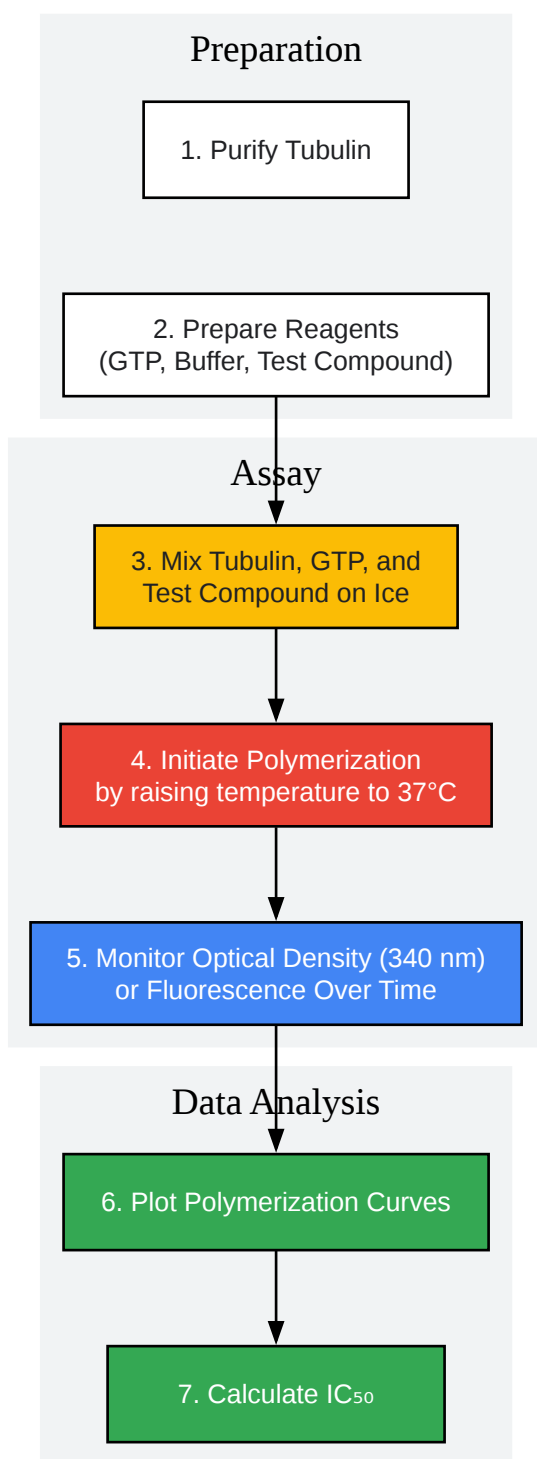 Preparation
1. Purify Tubulin
2. Prepare Reagents
(GTP, Buffer, Test Compound)
Assay
3. Mix Tubulin, GTP, and
Test Compound on Ice
4. Initiate Polymerization
by raising temperature to 37°C
5. Monitor Optical Density (340 nm)
or Fluorescence Over Time
Data Analysis
6. Plot Polymerization Curves
7. Calculate IC₅₀